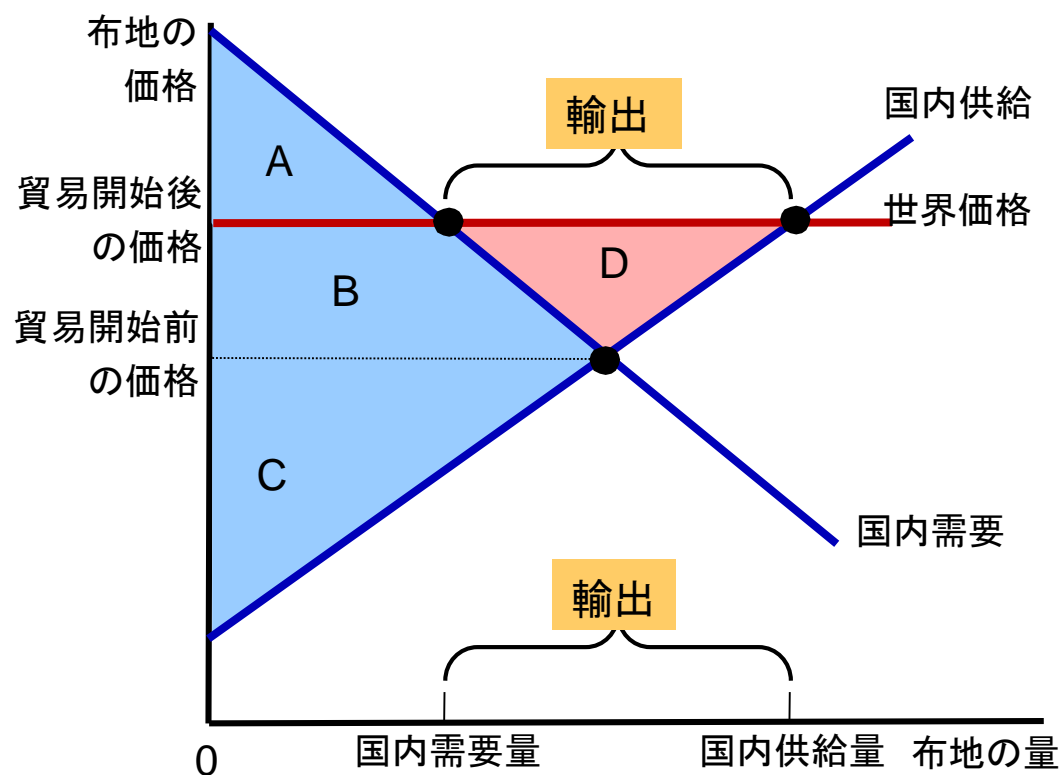 布地の
価格
輸出
国内供給
A
貿易開始後
の価格
世界価格
D
B
貿易開始前
の価格
C
国内需要
輸出
0
国内需要量
国内供給量
布地の量